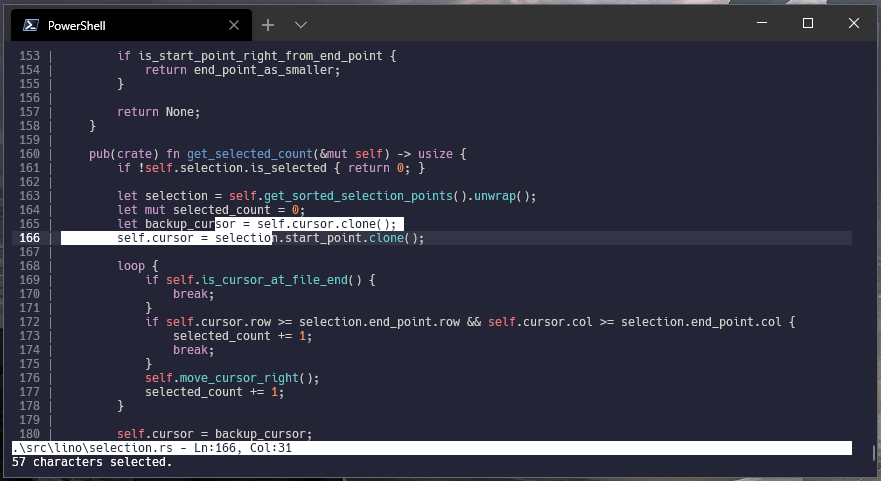 PowerShell
153 |         if is_start_point_right_from_end_point {
154 |             return end_point_as_smaller;
155 |         }
156 |
157 |         return None;
158 |     }
159 |
160 |     pub(crate) fn get_selected_count(&mut self) -> usize {
161 |         if !self.selection.is_selected { return 0; }
162 |
163 |         let selection = self.get_sorted_selection_points().unwrap();
164 |         let mut selected_count = 0;
165 |         let backup_cursor = self.cursor.clone();
166 |         self.cursor = selection.start_point.clone();
167 |
168 |         loop {
169 |             if self.is_cursor_at_file_end() {
170 |                 break;
171 |             }
172 |             if self.cursor.row >= selection.end_point.row && self.cursor.col >= selection.end_point.col {
173 |                 selected_count += 1;
174 |                 break;
175 |             }
176 |             self.move_cursor_right();
177 |             selected_count += 1;
178 |         }
179 |
180 |         self.cursor = backup_cursor;
.\src\lino\selection.rs - Ln:166, Col:31
57 characters selected.